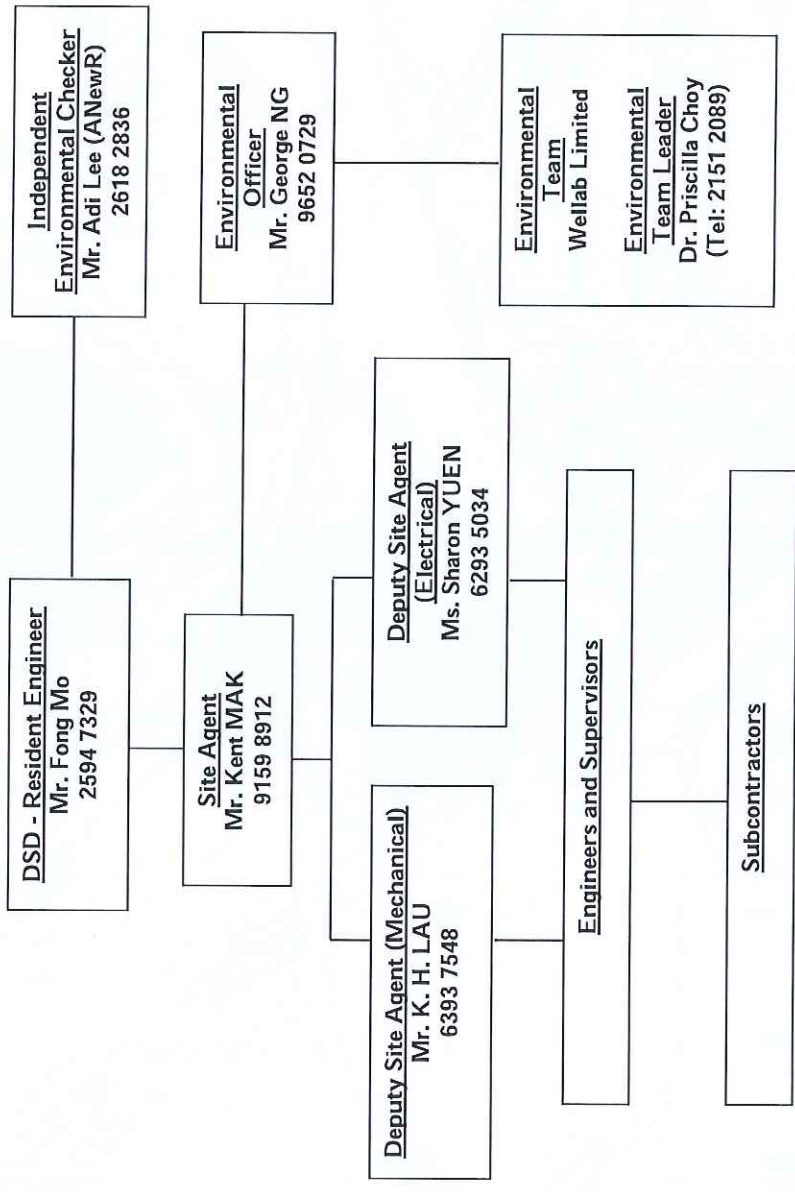 DSD - Resident Engineer
Mr. Fong Mo
2594 7329
Independent
Environmental Checker
Mr. Adi Lee (ANewR)
2618 2836
Site Agent
Mr. Kent MAK
9159 8912
Environmental
Officer
Mr. George NG
9652 0729
Deputy Site Agent (Mechanical)
Mr. K. H. LAU
6393 7548
Deputy Site Agent
(Electrical)
Ms. Sharon YUEN
6293 5034
Environmental
Team
Wellab Limited
Environmental
Team Leader
Dr. Priscilla Choy
(Tel: 2151 2089)
Engineers and Supervisors
Subcontractors